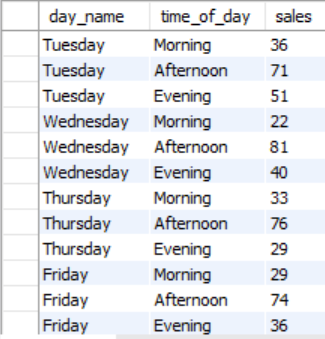 day_name time_of_day sales
Tuesday Morning 36
Tuesday Afternoon 71
Tuesday Evening 51
Wednesday Morning 22
Wednesday Afternoon 81
Wednesday Evening 40
Thursday Morning 33
Thursday Afternoon 76
Thursday Evening 29
Friday Morning 29
Friday Afternoon 74
Friday Evening 36